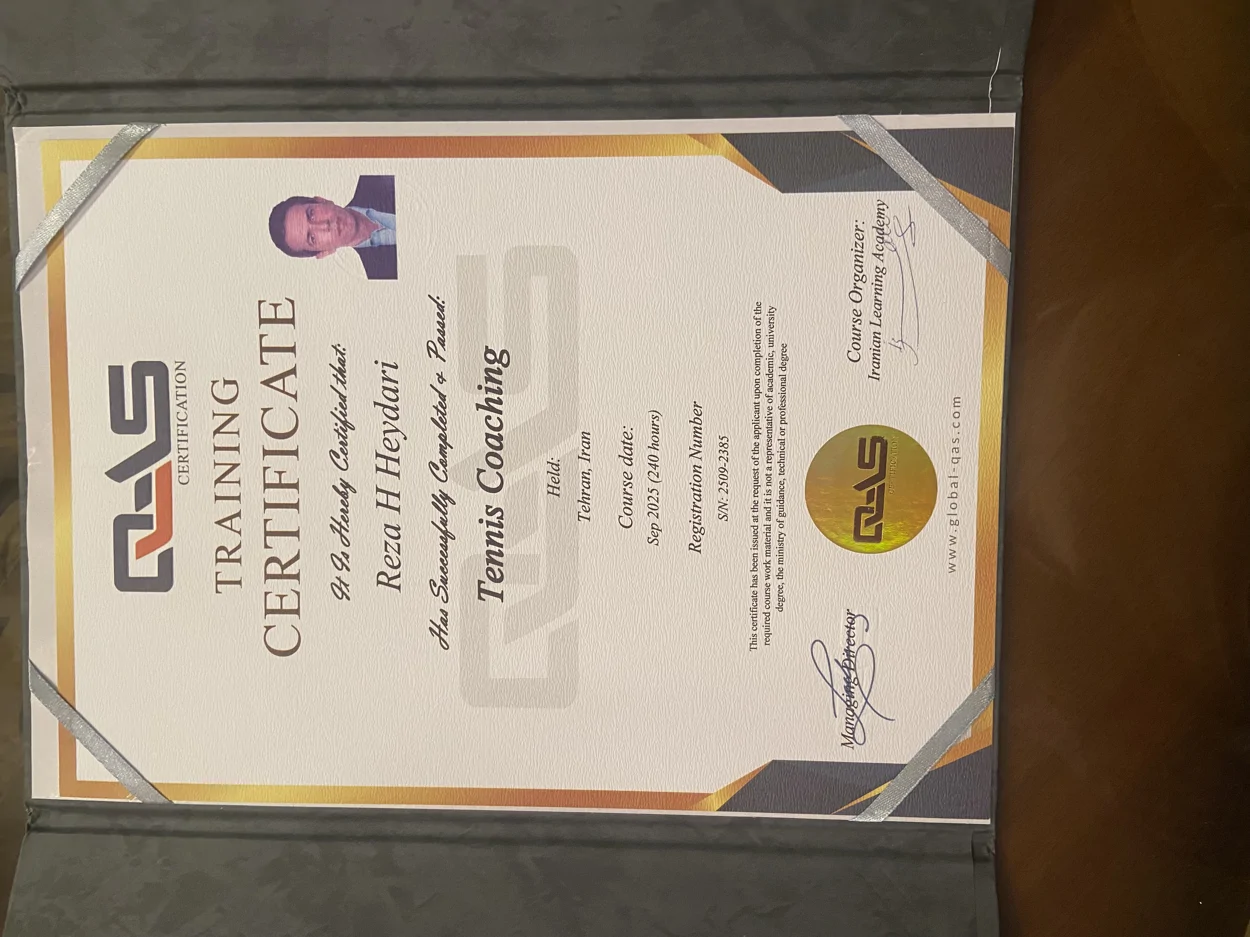 QAS
CERTIFICATION
TRAINING
CERTIFICATE
It Is Hereby Certified that:
Reza H Heydari
Has Successfully Completed & Passed:
Tennis Coaching
Held:
Tehran, Iran
Course date:
Sep 2025 (240 hours)
Registration Number
S/N: 2509-2385
This certificate has been issued at the request of the applicant upon completion of the
required course work material and it is not a representative of academic, university
degree, the ministry of guidance, technical or professional degree
Managing Director
QAS
Course Organizer:
Iranian Learning Academy
www.global-qas.com